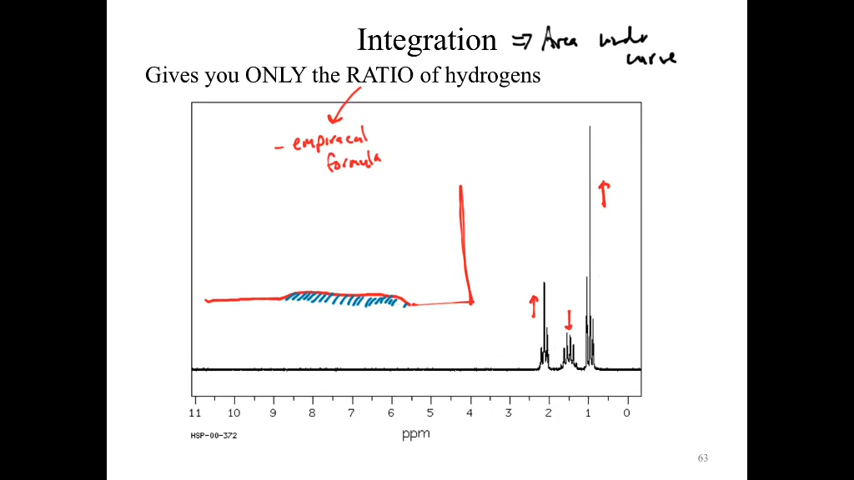 Integration ⇒ Area under
curve
Gives you ONLY the RATIO of hydrogens
- empiracal
formula
11 10 9 8 7 6 5 4 3 2 1 0
HSP-00-372
ppm
63